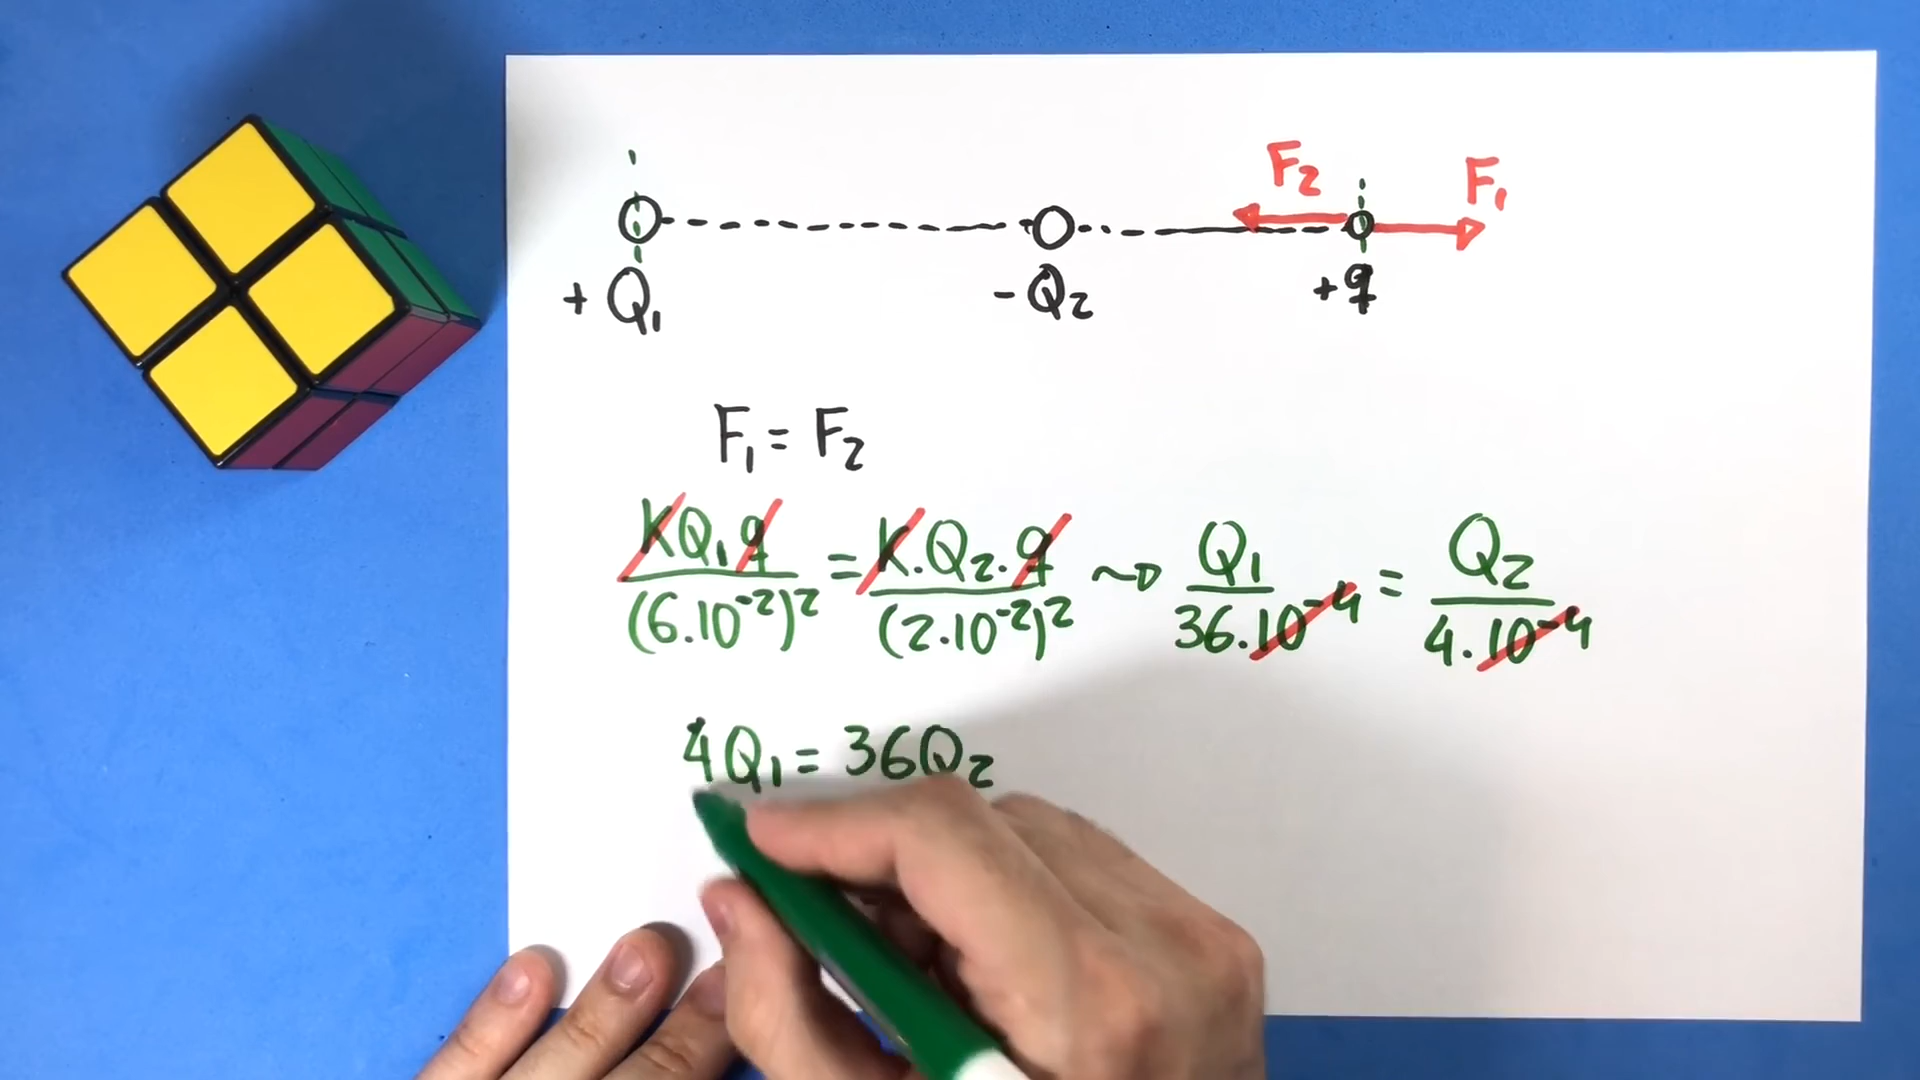 F₂ F₁
+ Q₁ - Q₂ + q
F₁ = F₂
KQ₁q/(6.10⁻²)² = K.Q₂.q/(2.10⁻²)² ⇝ Q₁/36.10⁻⁴ = Q₂/4.10⁻⁴
4Q₁ = 36Q₂